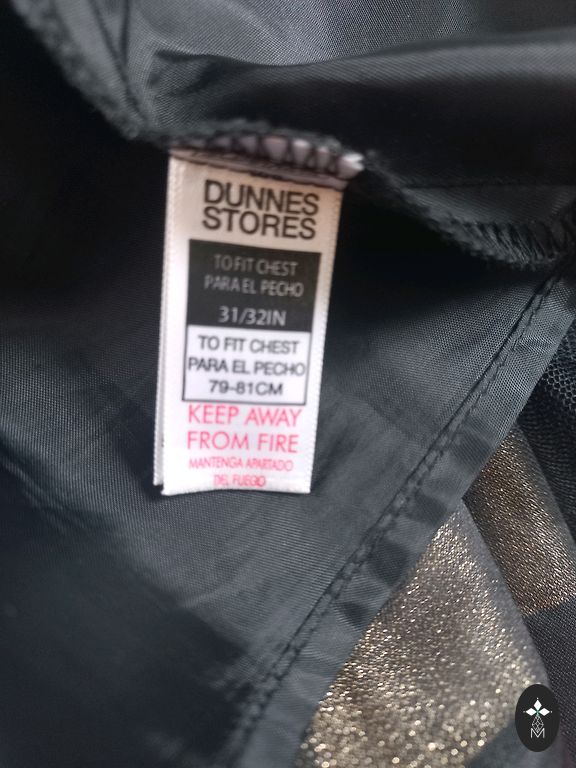 DUNNES
STORES
TO FIT CHEST
PARA EL PECHO
31/32IN
TO FIT CHEST
PARA EL PECHO
79-81CM
KEEP AWAY
FROM FIRE
MANTENGA APARTADO
DEL FUEGO
M